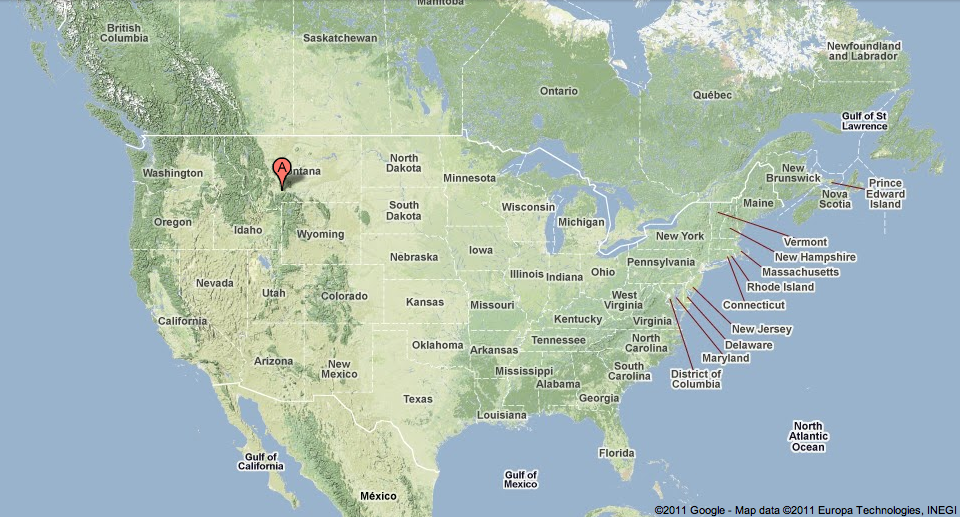 Manitoba
British
Columbia
Saskatchewan
Newfoundland
and Labrador
Ontario
Québec
Gulf of St
Lawrence
A
ntana
North
Dakota
Washington
Minnesota
New
Brunswick
Prince
Edward
Island
Nova
Scotia
Maine
Oregon
Idaho
Wyoming
South
Dakota
Wisconsin
Michigan
New York
Vermont
New Hampshire
Massachusetts
Rhode Island
Connecticut
Nebraska
Iowa
Illinois
Indiana
Ohio
Pennsylvania
Nevada
Utah
Colorado
Kansas
Missouri
West
Virginia
Kentucky
Virginia
New Jersey
Delaware
Maryland
District of
Columbia
California
Arizona
New
Mexico
Oklahoma
Arkansas
Tennessee
North
Carolina
Mississippi
Alabama
South
Carolina
Georgia
Texas
Louisiana
Florida
Gulf of
California
Gulf of
Mexico
North
Atlantic
Ocean
México
©2011 Google - Map data ©2011 Europa Technologies, INEGI